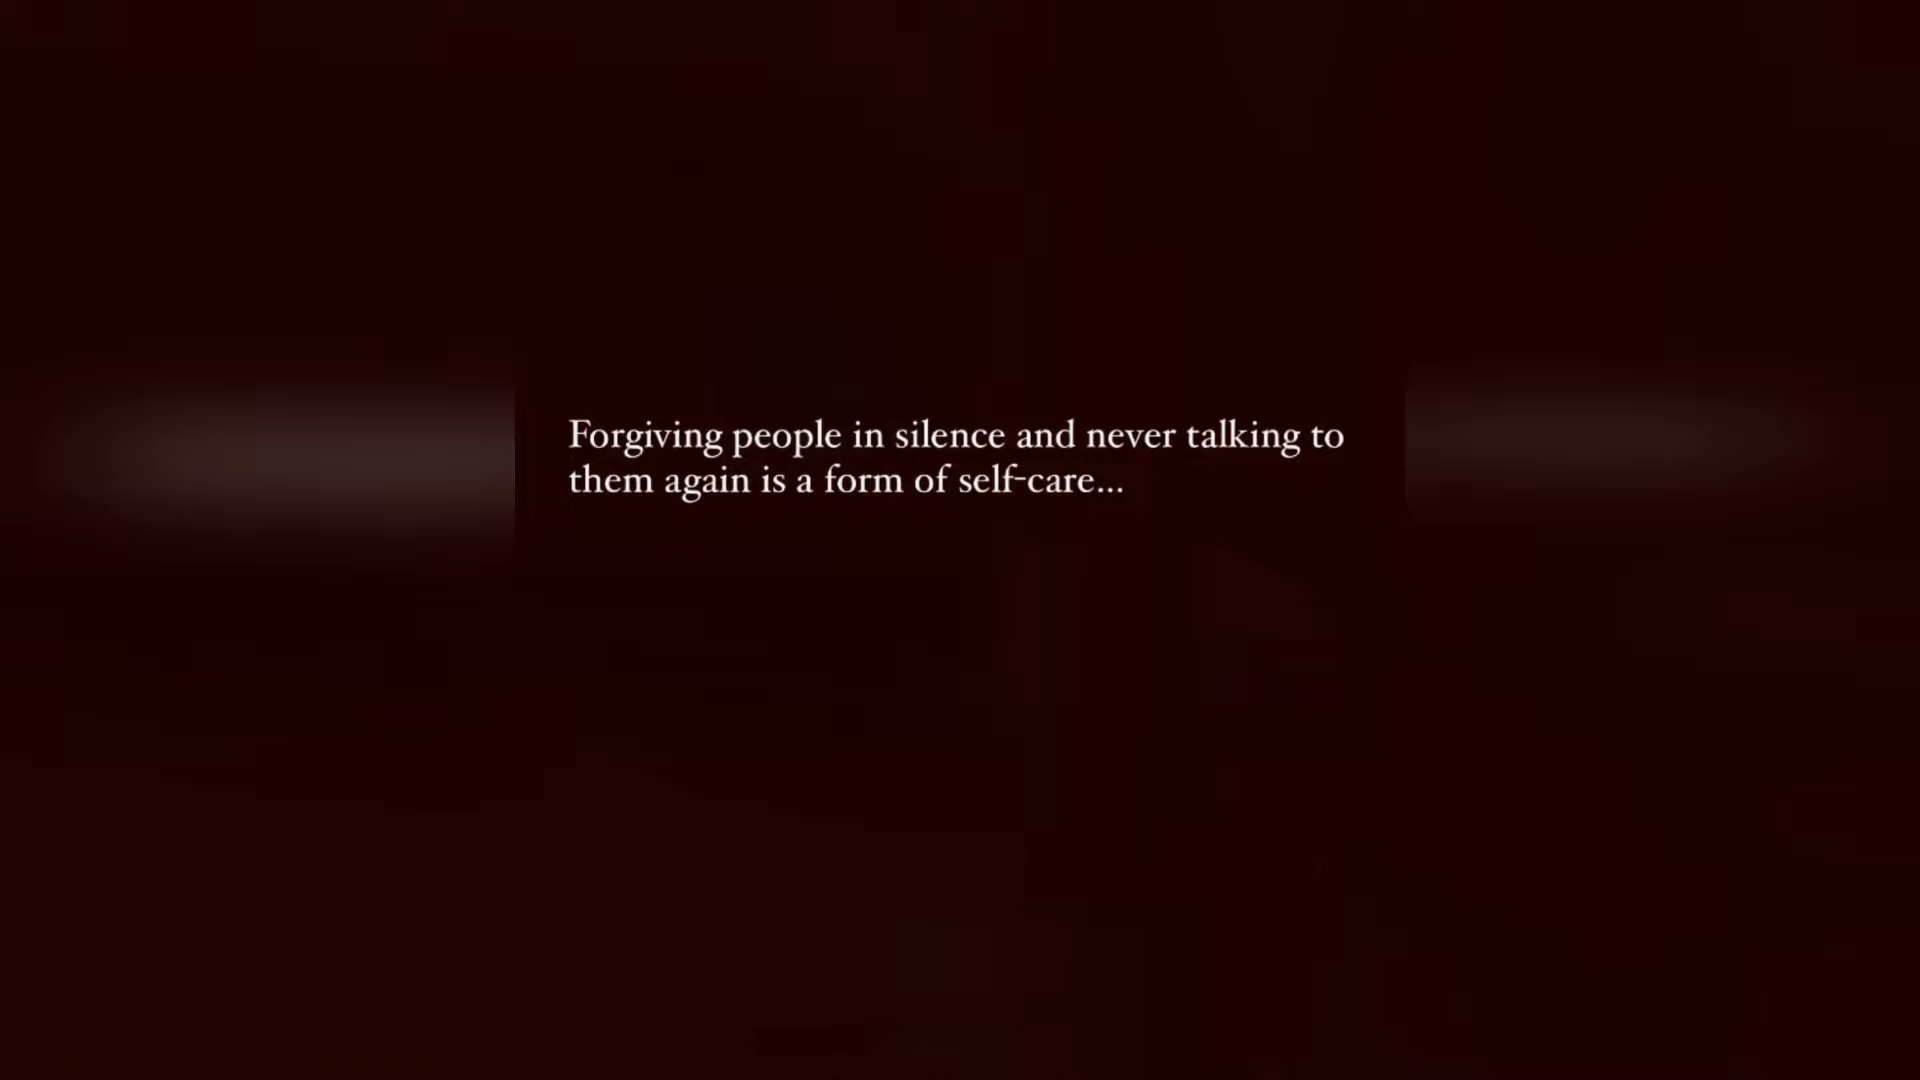 Forgiving people in silence and never talking to
them again is a form of self-care...